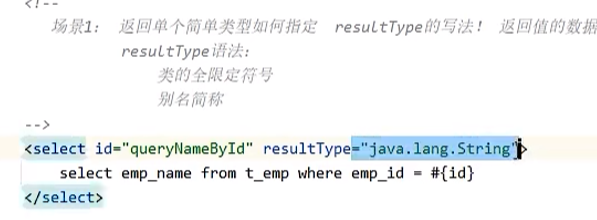 <!--
场景1： 返回单个简单类型如何指定 resultType的写法！ 返回值的数据
resultType语法：
类的全限定符号
别名简称
-->
<select id="queryNameById" resultType="java.lang.String">
select emp_name from t_emp where emp_id = #{id}
</select>